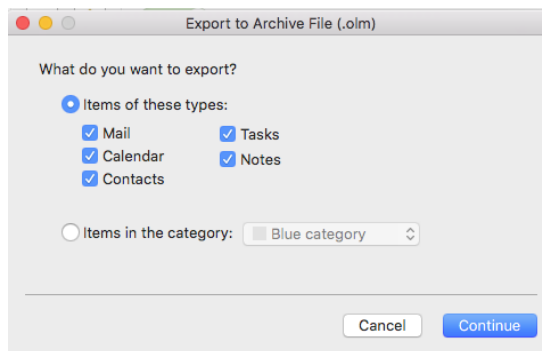 Export to Archive File (.olm)
What do you want to export?
Items of these types:
Mail Tasks
Calendar Notes
Contacts
Items in the category: Blue category
Cancel Continue